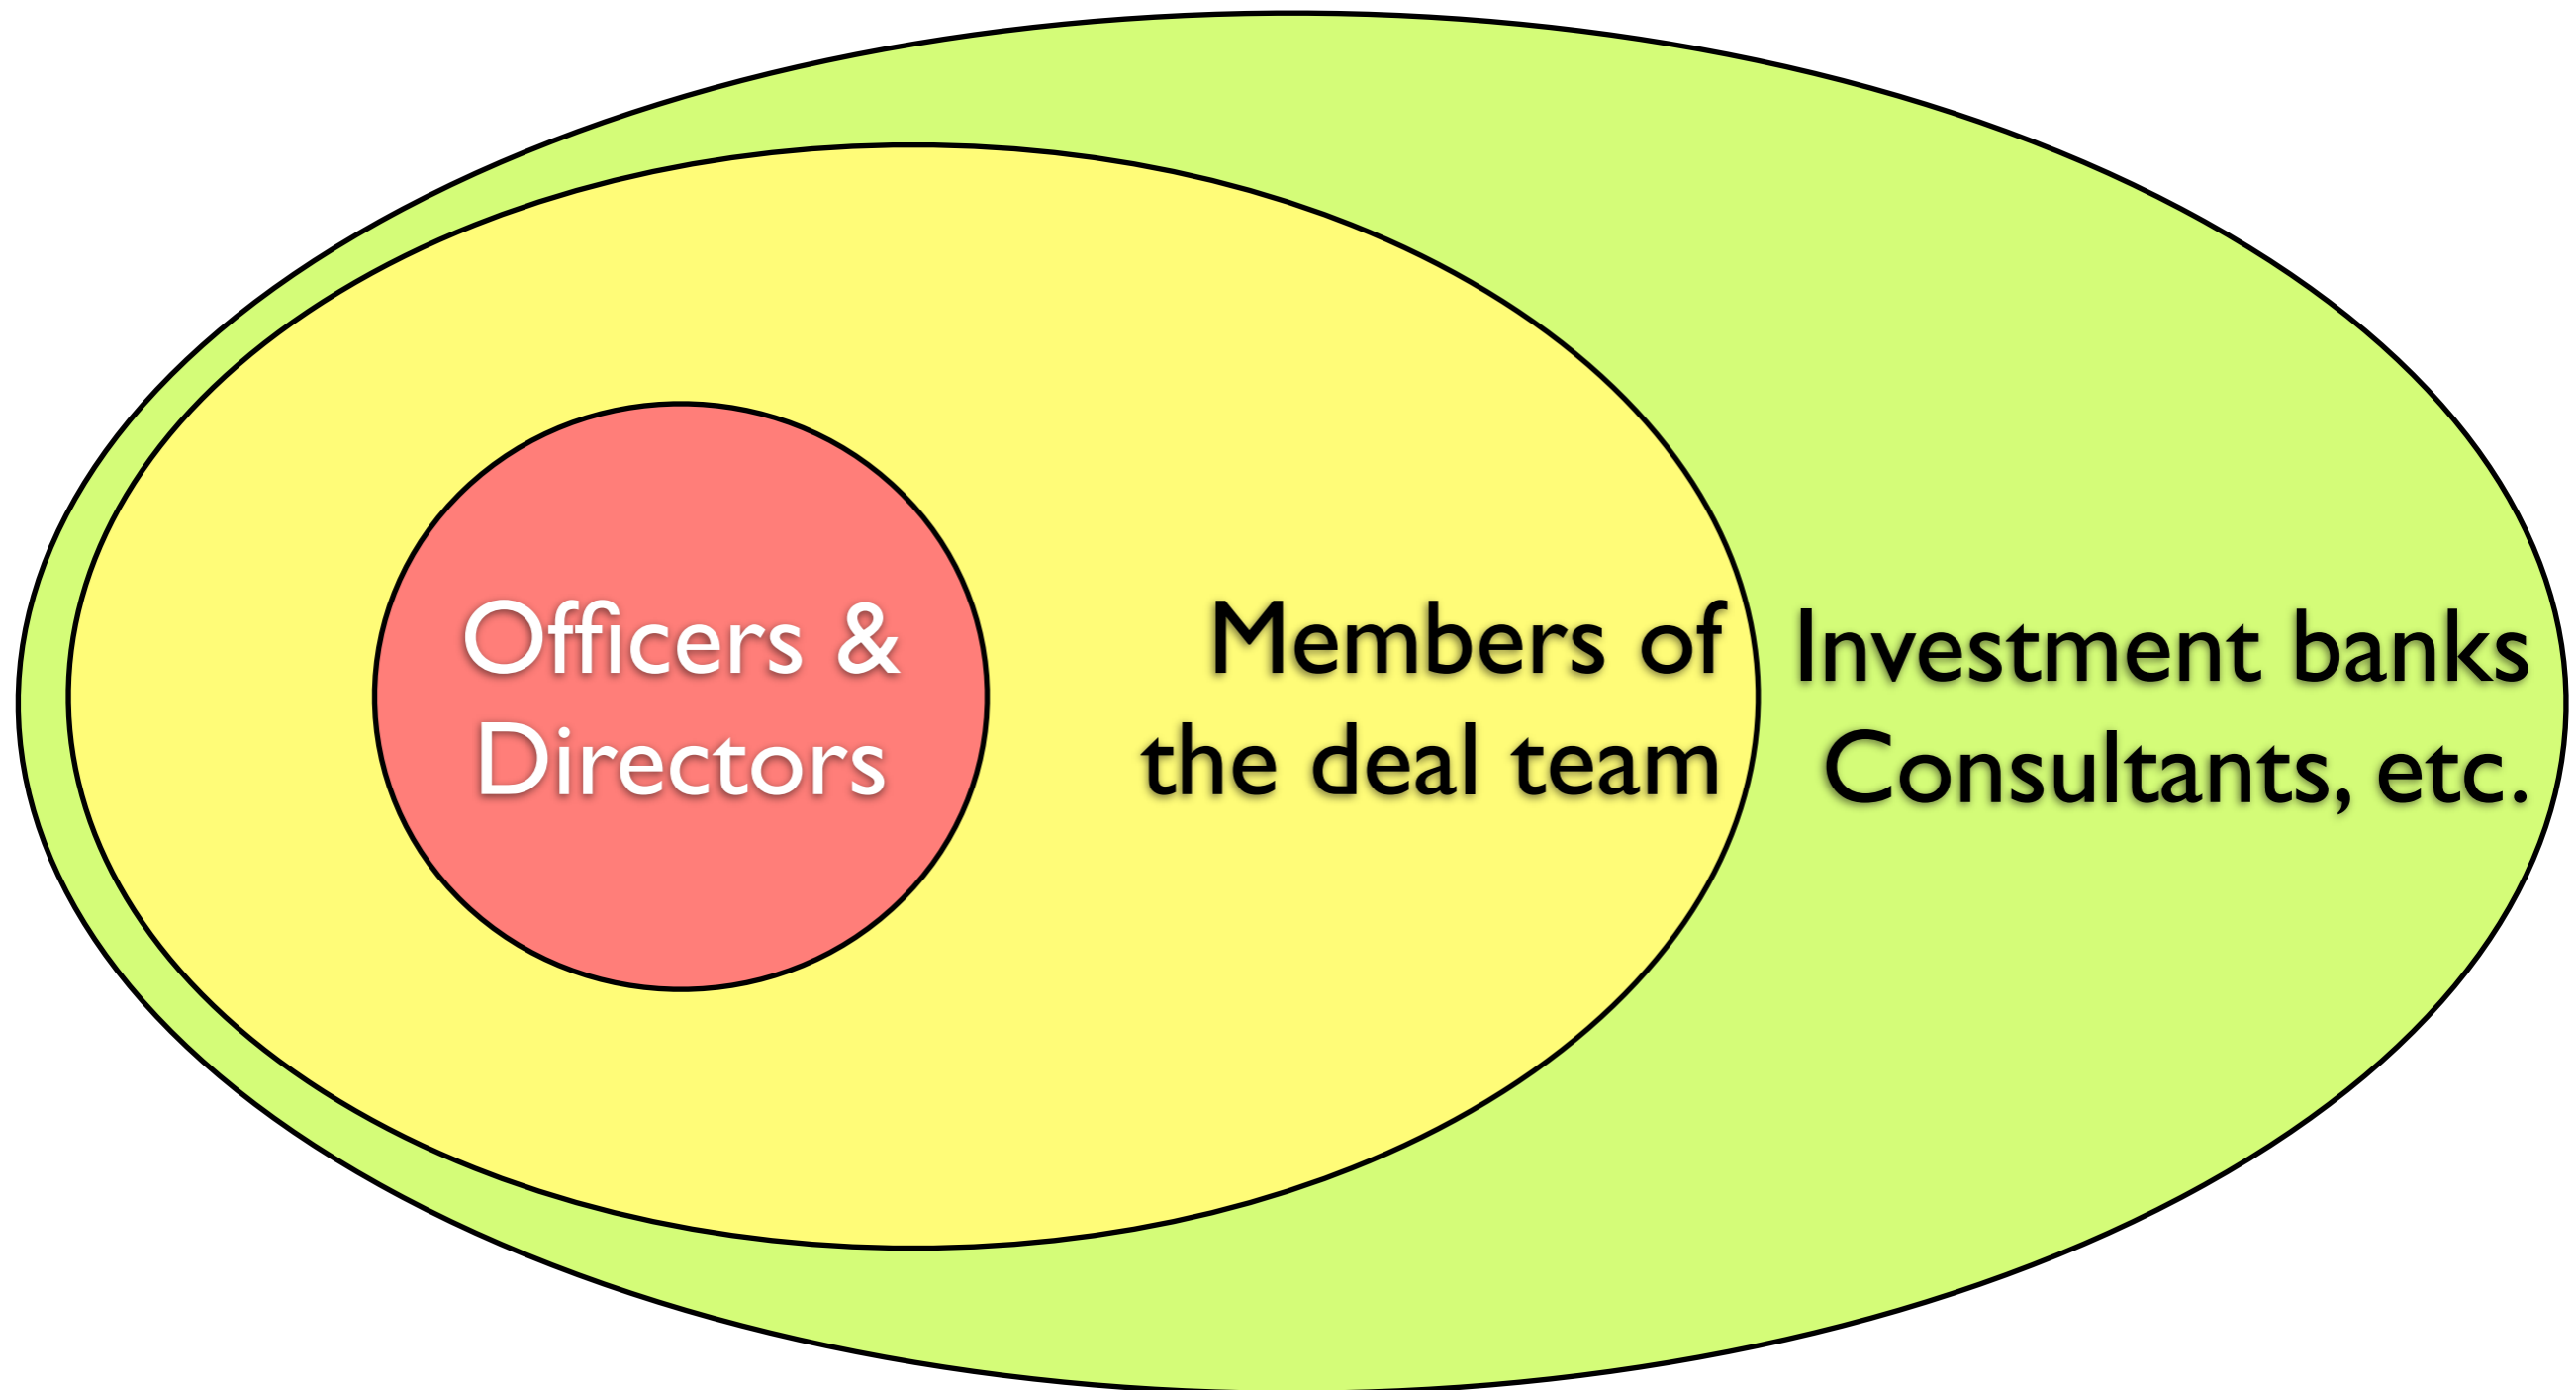 Officers &
Directors
Members of
the deal team
Investment banks
Consultants, etc.